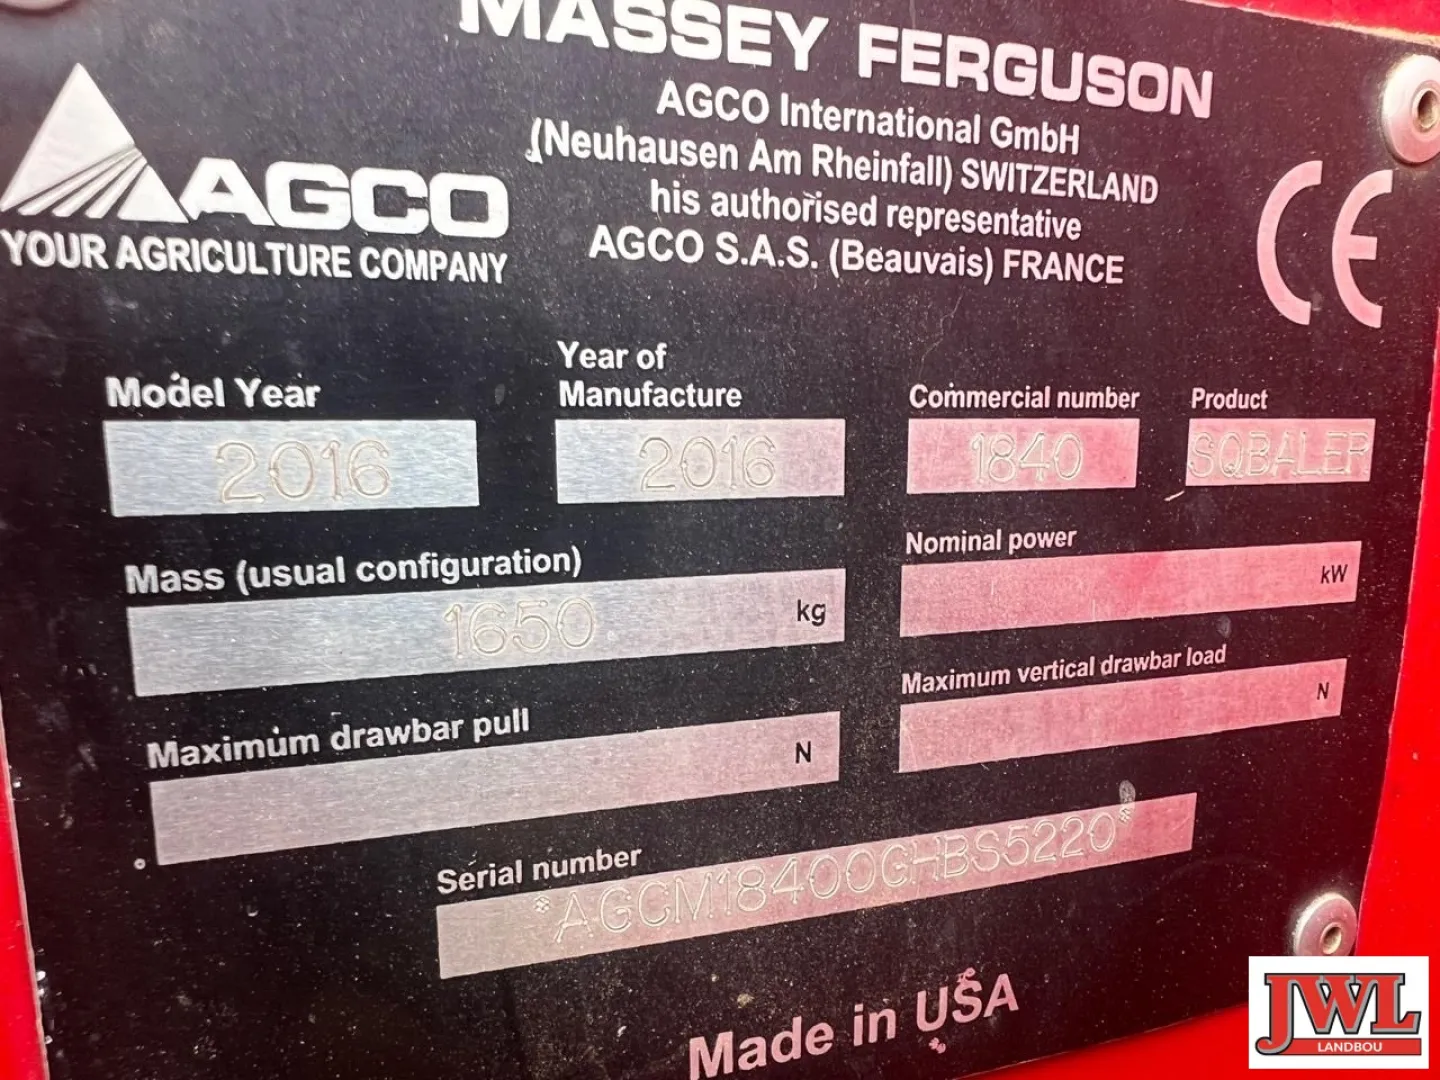 MASSEY FERGUSON
AGCO International GmbH
(Neuhausen Am Rheinfall) SWITZERLAND
his authorised representative
AGCO S.A.S. (Beauvais) FRANCE
AGCO
YOUR AGRICULTURE COMPANY
CE
Model Year
2016
Year of
Manufacture
2016
Commercial number
1840
Product
SQBALER
Mass (usual configuration)
1650 kg
Nominal power
kW
Maximum drawbar pull
N
Maximum vertical drawbar load
N
Serial number
*AGCM18400GHBS5220*
Made in USA
JWL
LANDBOU